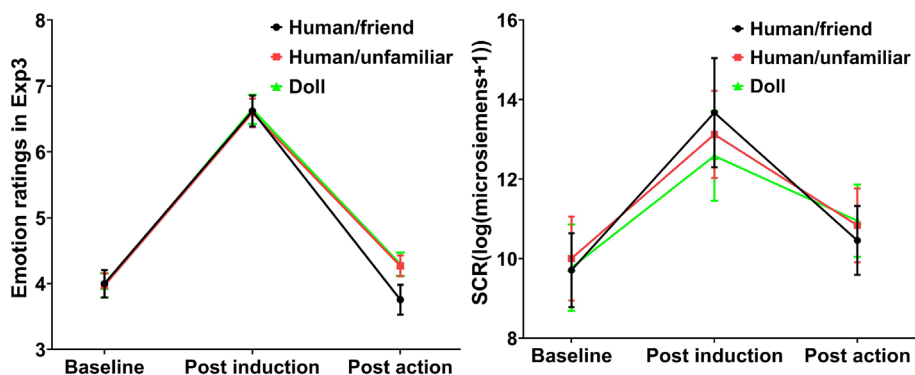 Emotion ratings in Exp3
8
7
6
5
4
3
Human/friend
Human/unfamiliar
Doll
Baseline
Post induction
Post action
SCR(log(microsiemens+1))
16
14
12
10
8
Human/friend
Human/unfamiliar
Doll
Baseline
Post induction
Post action